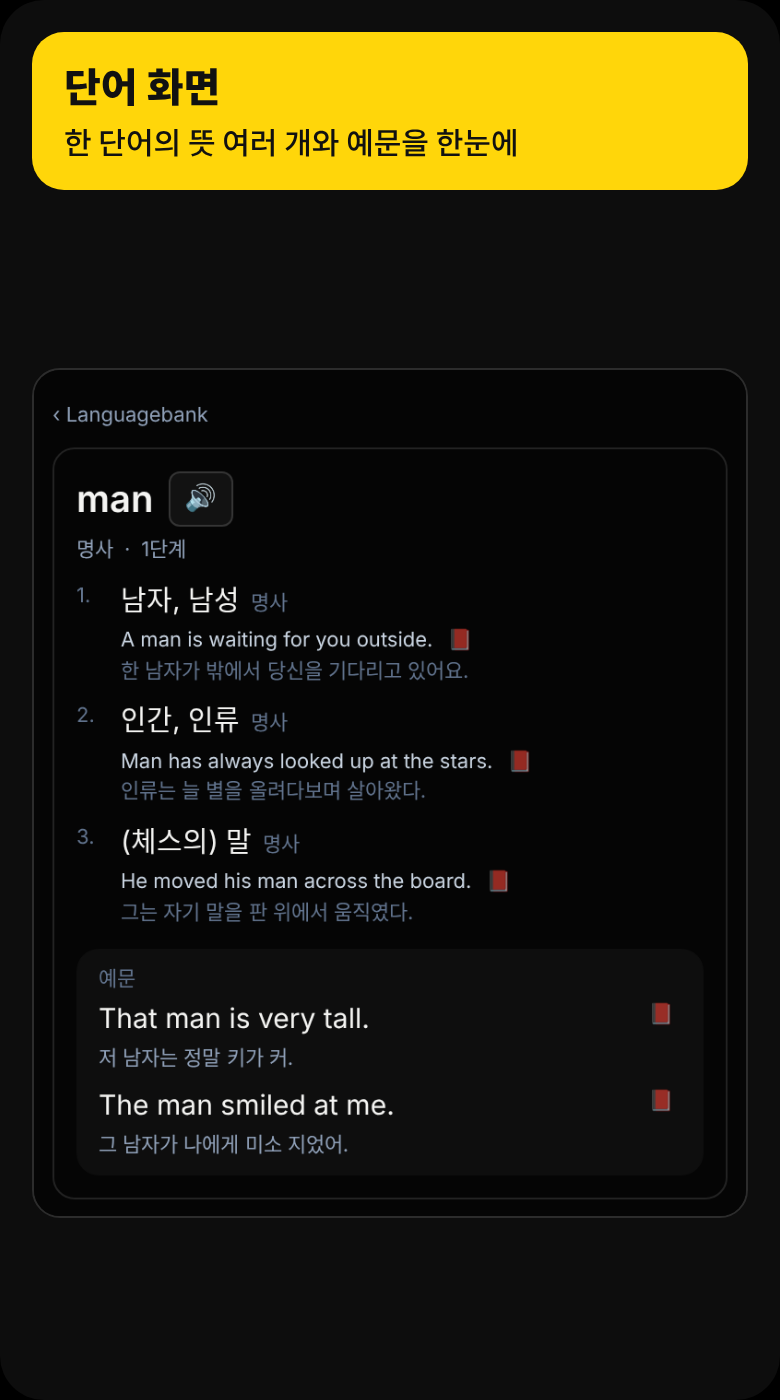 단어 화면
한 단어의 뜻 여러 개와 예문을 한눈에
‹ Languagebank
man
명사 · 1단계
1. 남자, 남성 명사
A man is waiting for you outside.
한 남자가 밖에서 당신을 기다리고 있어요.
2. 인간, 인류 명사
Man has always looked up at the stars.
인류는 늘 별을 올려다보며 살아왔다.
3. (체스의) 말 명사
He moved his man across the board.
그는 자기 말을 판 위에서 움직였다.
예문
That man is very tall.
저 남자는 정말 키가 커.
The man smiled at me.
그 남자가 나에게 미소 지었어.